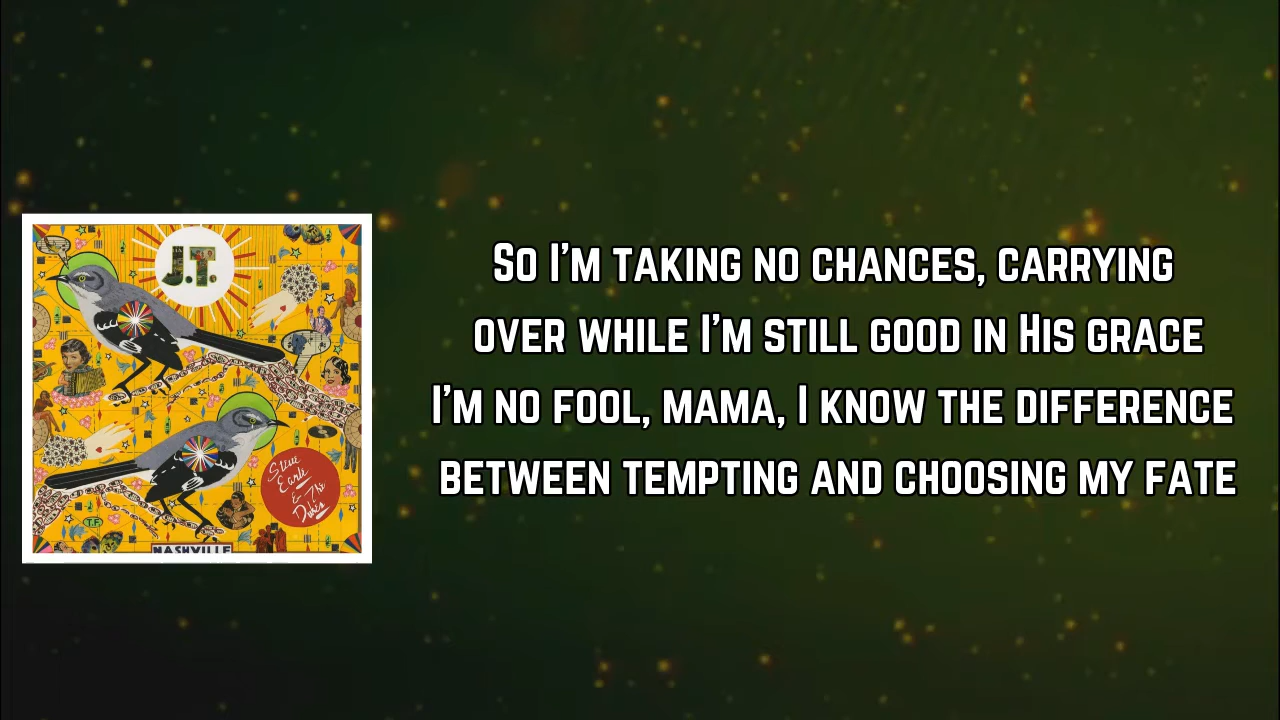 J.T.
So I'm taking no chances, carrying
over while I'm still good in His grace
I'm no fool, mama, I know the difference
between tempting and choosing my fate
Steve
Earle
& The
Dukes
T.F.
NASHVILLE